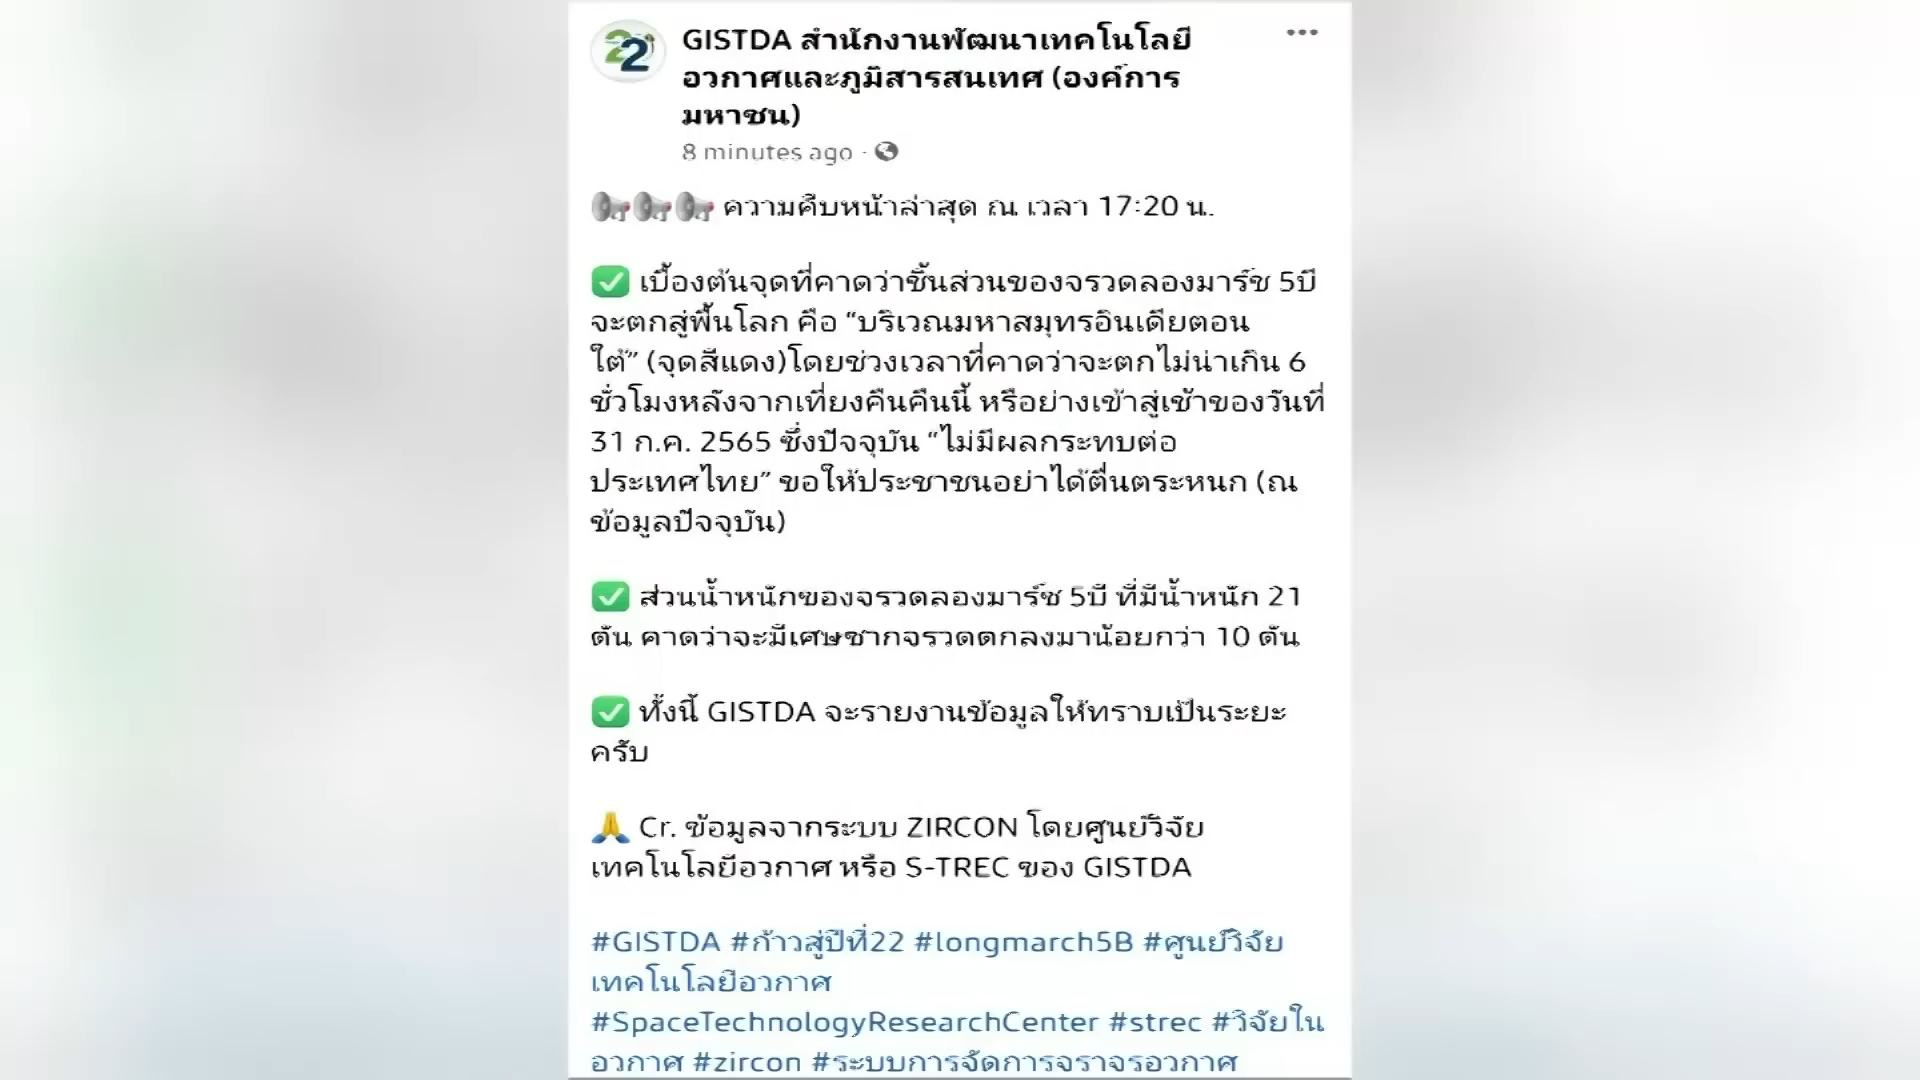 22
GISTDA สำนักงานพัฒนาเทคโนโลยี
อวกาศและภูมิสารสนเทศ (องค์การ
มหาชน)
8 minutes ago ·
📢📢📢 ความคืบหน้าล่าสุด ณ เวลา 17:20 น.
✅ เบื้องต้นจุดที่คาดว่าชิ้นส่วนของจรวดลองมาร์ช 5บี
จะตกสู่พื้นโลก คือ “บริเวณมหาสมุทรอินเดียตอน
ใต้” (จุดสีแดง)โดยช่วงเวลาที่คาดว่าจะตกไม่น่าเกิน 6
ชั่วโมงหลังจากเที่ยงคืนคืนนี้ หรือย่างเข้าสู่เช้าของวันที่
31 ก.ค. 2565 ซึ่งปัจจุบัน “ไม่มีผลกระทบต่อ
ประเทศไทย” ขอให้ประชาชนอย่าได้ตื่นตระหนก (ณ
ข้อมูลปัจจุบัน)
✅ ส่วนน้ำหนักของจรวดลองมาร์ช 5บี ที่มีน้ำหนัก 21
ตัน คาดว่าจะมีเศษซากจรวดตกลงมาน้อยกว่า 10 ตัน
✅ ทั้งนี้ GISTDA จะรายงานข้อมูลให้ทราบเป็นระยะ
ครับ
🙏 Cr. ข้อมูลจากระบบ ZIRCON โดยศูนย์วิจัย
เทคโนโลยีอวกาศ หรือ S-TREC ของ GISTDA
#GISTDA #ก้าวสู่ปีที่22 #longmarch5B #ศูนย์วิจัย
เทคโนโลยีอวกาศ
#SpaceTechnologyResearchCenter #strec #วิจัยใน
อวกาศ #zircon #ระบบการจัดการจราจรอวกาศ